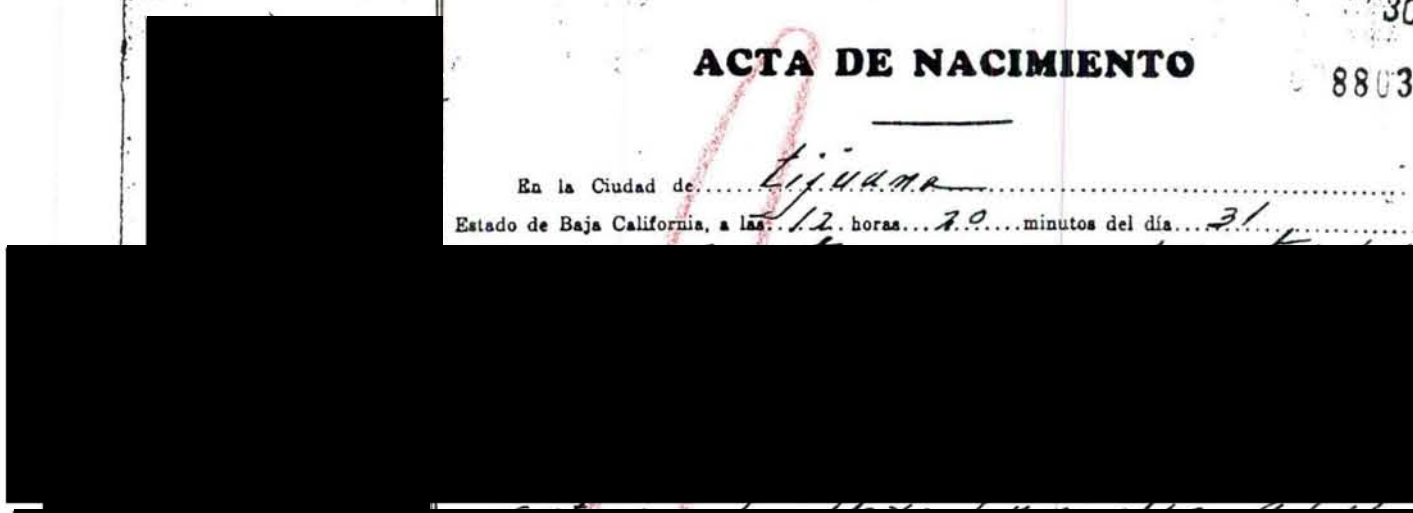 30
ACTA DE NACIMIENTO
8803
En la Ciudad de Tijuana
Estado de Baja California, a las 12 horas 20 minutos del día 31